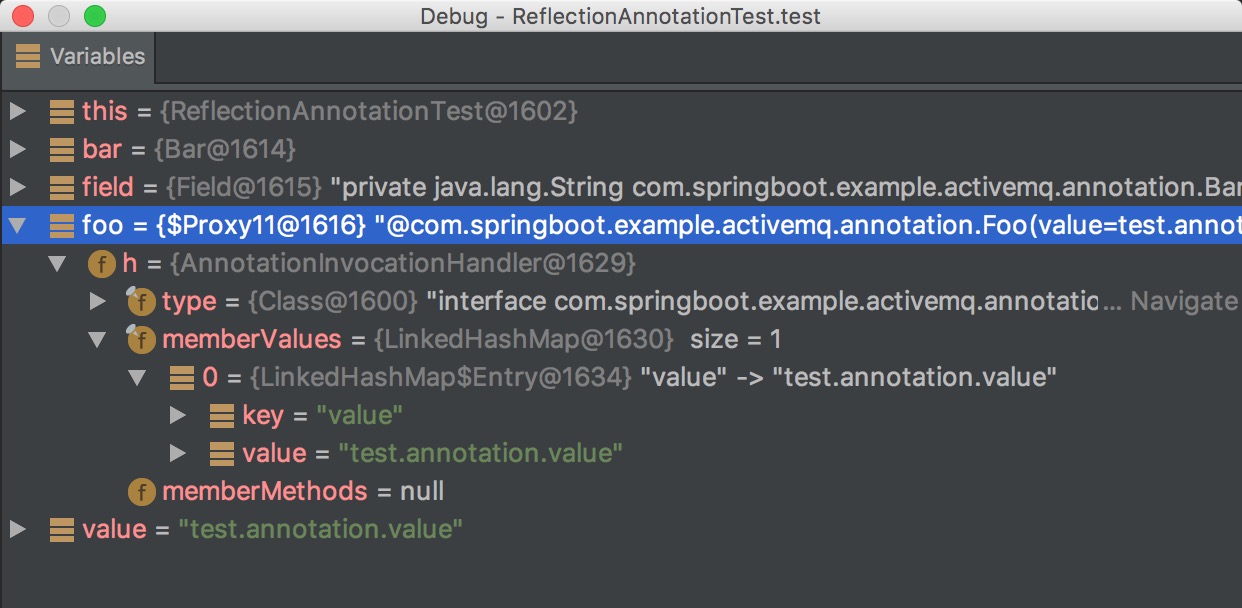 Debug - ReflectionAnnotationTest.test
Variables
this = {ReflectionAnnotationTest@1602}
bar = {Bar@1614}
field = {Field@1615} "private java.lang.String com.springboot.example.activemq.annotation.Bar
foo = {$Proxy11@1616} "@com.springboot.example.activemq.annotation.Foo(value=test.annot
f h = {AnnotationInvocationHandler@1629}
f type = {Class@1600} "interface com.springboot.example.activemq.annotatio... Navigate
f memberValues = {LinkedHashMap@1630} size = 1
0 = {LinkedHashMap$Entry@1634} "value" -> "test.annotation.value"
key = "value"
value = "test.annotation.value"
f memberMethods = null
value = "test.annotation.value"